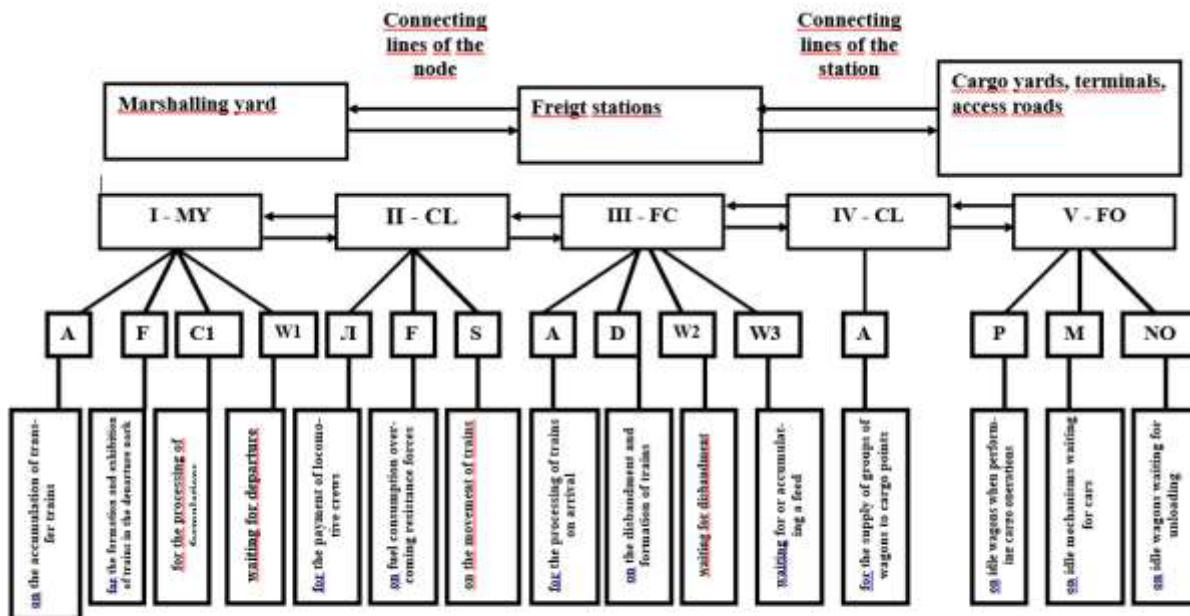 Connecting
lines of the
node
Connecting
lines of the
station
Marshalling yard
Freigt stations
Cargo yards, terminals,
access roads
I - MY
II - CL
III - FC
IV - CL
V - FO
A
F
C1
W1
Л
F
S
A
D
W2
W3
A
P
M
NO
on the accumulation of trans-
fer trains
for the formation and exhibition
of trains in the departure park
for the processing of
formulations
waiting for departure
for the payment of locomo-
tive crews
on fuel consumption over-
coming resistance forces
on the movement of trains
for the processing of trains
on arrival
on the disbandment and
formation of trains
waiting for disbandment
waiting for or accumulat-
ing a feed
for the supply of groups of
wagons to cargo points
on idle wagons when perform-
ing cargo operations
on idle mechanisms waiting
for cars
on idle wagons waiting for
unloading